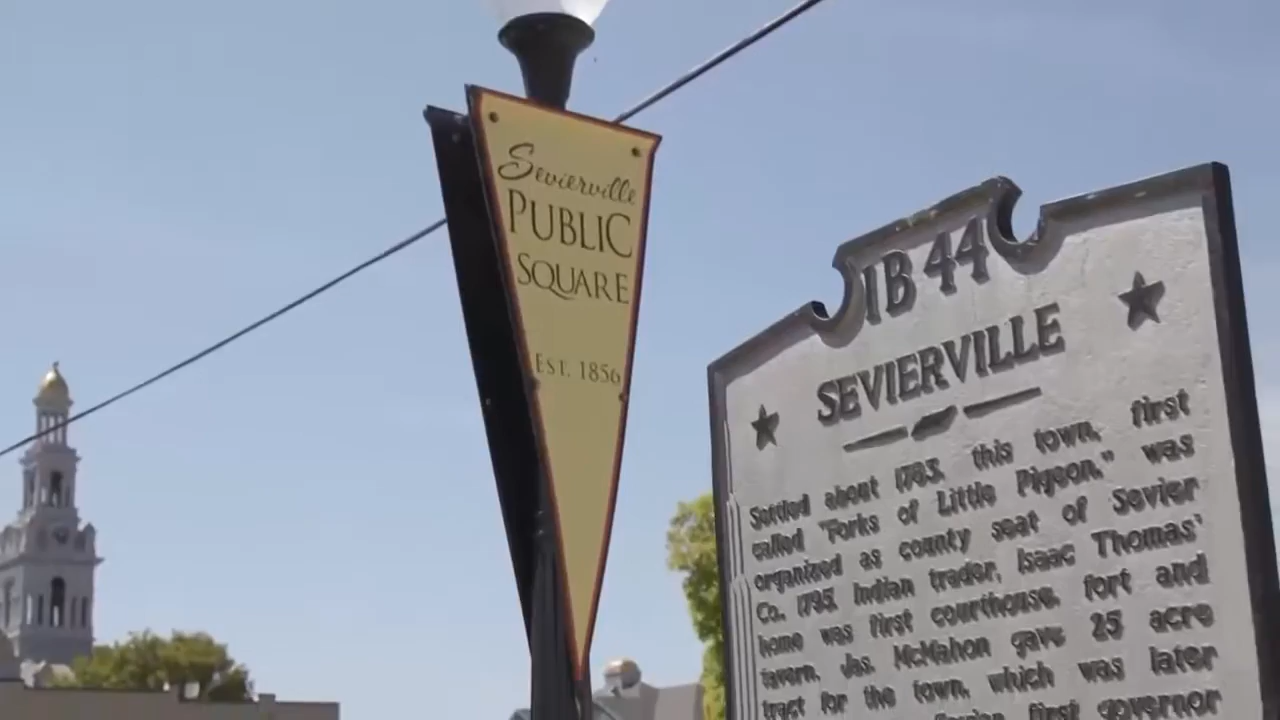 Sevierville
PUBLIC
SQUARE
EST. 1856
1B 44
SEVIERVILLE
Settled about 1783, this town, first
called "Forks of Little Pigeon," was
organized as county seat of Sevier
Co. 1795. Indian trader, Isaac Thomas'
home was first courthouse, fort and
tavern. Jas. McMahon gave 25 acre
tract for the town, which was later
first governor